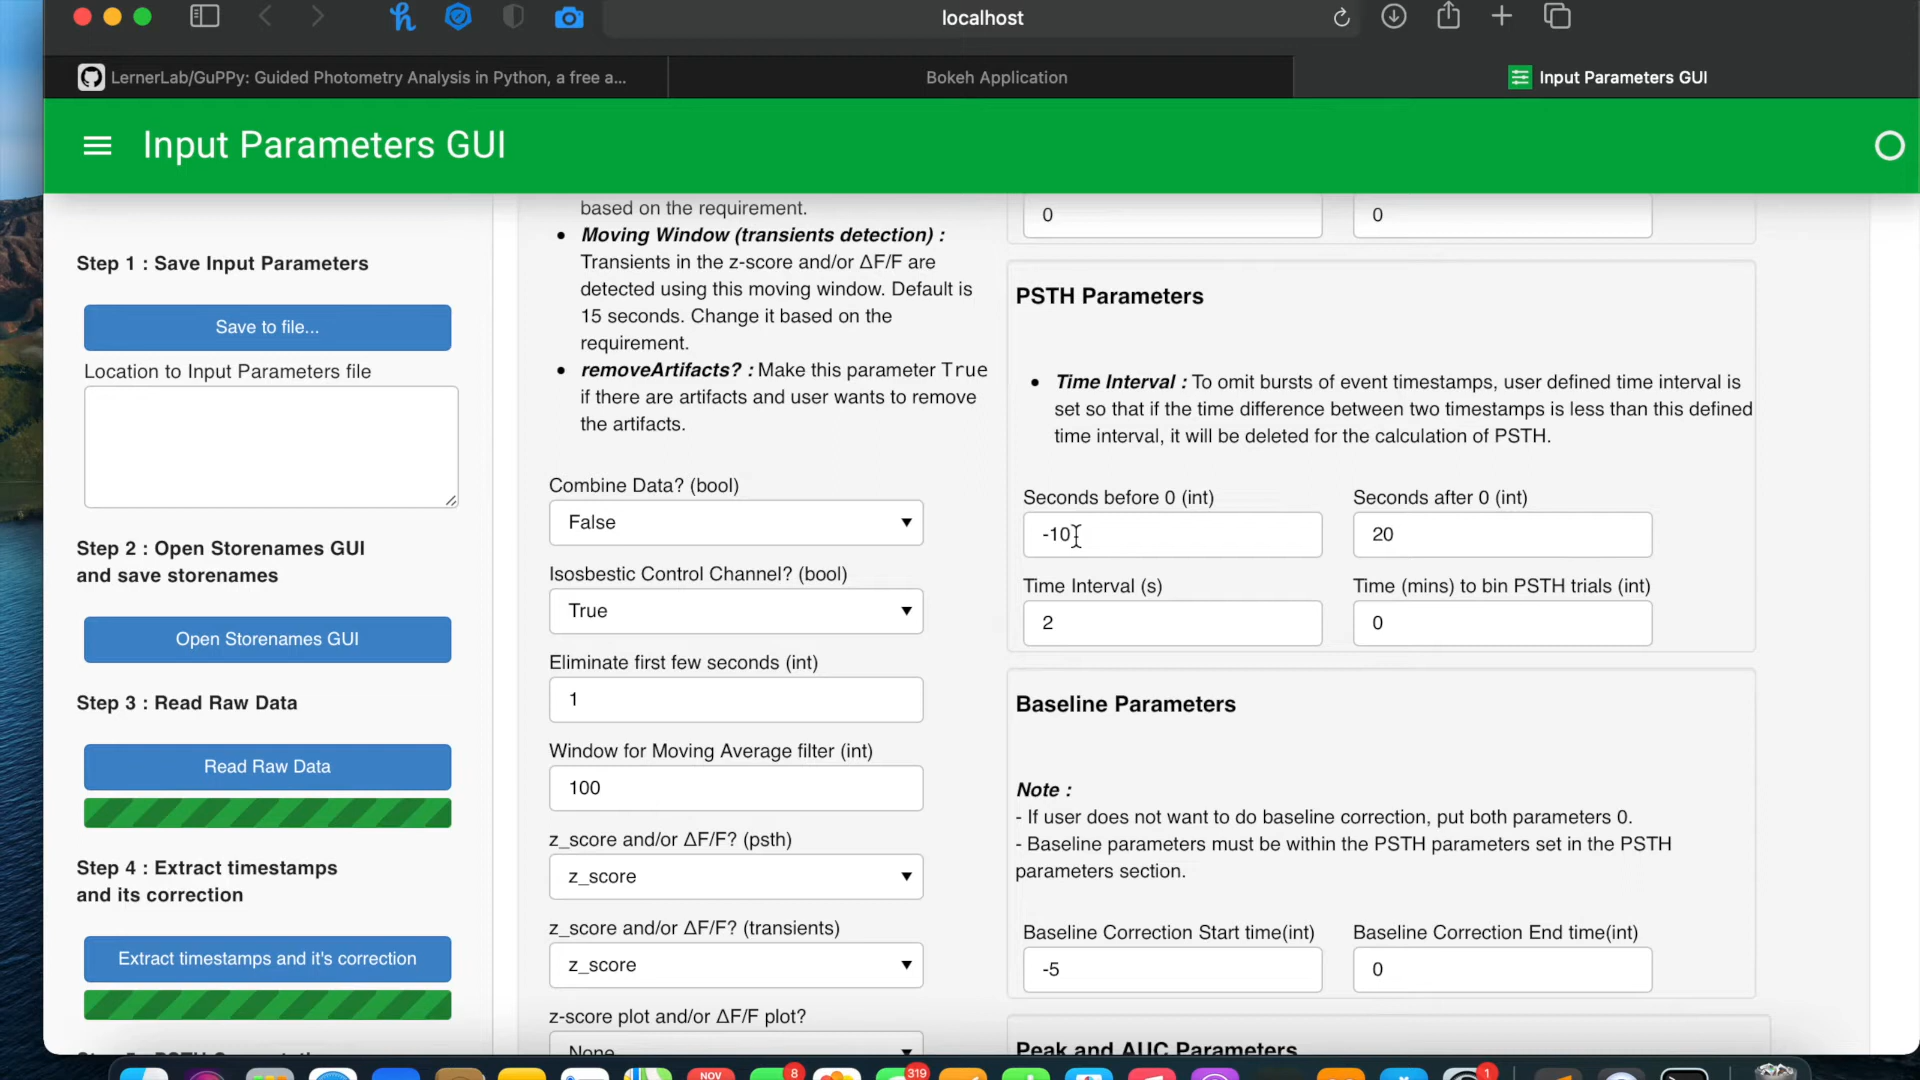 localhost
LernerLab/GuPPy: Guided Photometry Analysis in Python, a free a...
Bokeh Application
Input Parameters GUI
Input Parameters GUI
Step 1 : Save Input Parameters
Save to file...
Location to Input Parameters file
Step 2 : Open Storenames GUI
and save storenames
Open Storenames GUI
Step 3 : Read Raw Data
Read Raw Data
Step 4 : Extract timestamps
and its correction
Extract timestamps and it's correction
based on the requirement.
• Moving Window (transients detection) :
Transients in the z-score and/or ΔF/F are
detected using this moving window. Default is
15 seconds. Change it based on the
requirement.
• removeArtifacts? : Make this parameter True
if there are artifacts and user wants to remove
the artifacts.
Combine Data? (bool)
False
Isosbestic Control Channel? (bool)
True
Eliminate first few seconds (int)
1
Window for Moving Average filter (int)
100
z_score and/or ΔF/F? (psth)
z_score
z_score and/or ΔF/F? (transients)
z_score
z-score plot and/or ΔF/F plot?
None
0 0
PSTH Parameters
• Time Interval : To omit bursts of event timestamps, user defined time interval is
set so that if the time difference between two timestamps is less than this defined
time interval, it will be deleted for the calculation of PSTH.
Seconds before 0 (int) Seconds after 0 (int)
-10 20
Time Interval (s) Time (mins) to bin PSTH trials (int)
2 0
Baseline Parameters
Note :
- If user does not want to do baseline correction, put both parameters 0.
- Baseline parameters must be within the PSTH parameters set in the PSTH
parameters section.
Baseline Correction Start time(int) Baseline Correction End time(int)
-5 0
Peak and AUC Parameters
NOV 8 319 1